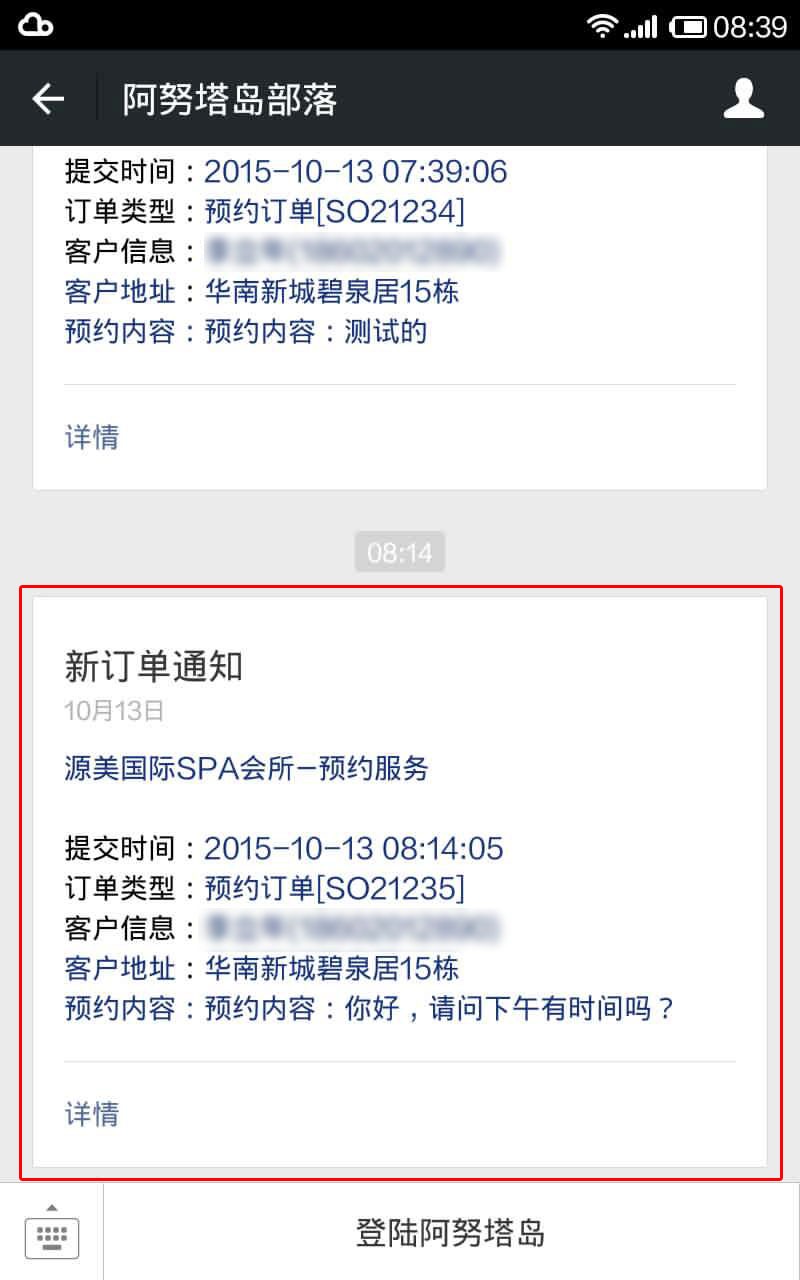 08:39
阿努塔岛部落
提交时间：2015-10-13 07:39:06
订单类型：预约订单[SO21234]
客户信息：
客户地址：华南新城碧泉居15栋
预约内容：预约内容：测试的
详情
08:14
新订单通知
10月13日
源美国际SPA会所-预约服务
提交时间：2015-10-13 08:14:05
订单类型：预约订单[SO21235]
客户信息：
客户地址：华南新城碧泉居15栋
预约内容：预约内容：你好，请问下午有时间吗？
详情
登陆阿努塔岛